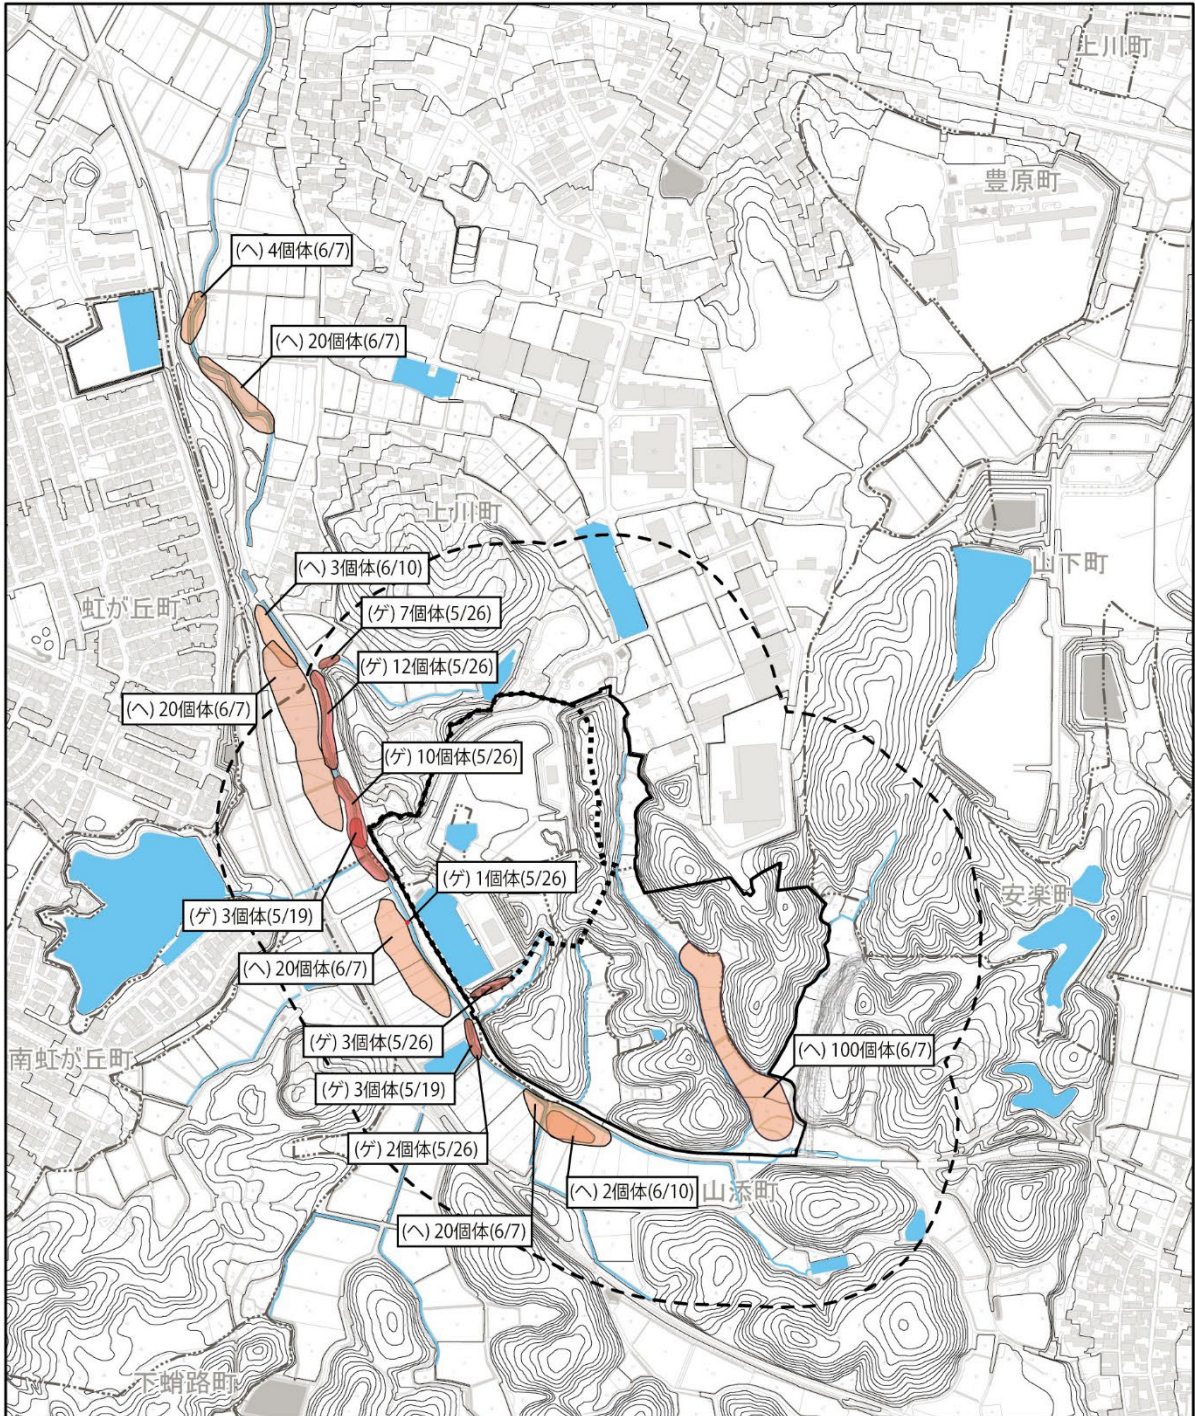 上川町
豊原町
(ヘ) 4個体(6/7)
(ヘ) 20個体(6/7)
上川町
山下町
(ヘ) 3個体(6/10)
虹が丘町
(ゲ) 7個体(5/26)
(ゲ) 12個体(5/26)
(ヘ) 20個体(6/7)
(ゲ) 10個体(5/26)
(ゲ) 1個体(5/26)
安楽町
(ゲ) 3個体(5/19)
(ヘ) 20個体(6/7)
(ゲ) 3個体(5/26)
(ヘ) 100個体(6/7)
南虹が丘町
(ゲ) 3個体(5/19)
(ゲ) 2個体(5/26)
(ヘ) 2個体(6/10)
山添町
(ヘ) 20個体(6/7)
下蛸路町